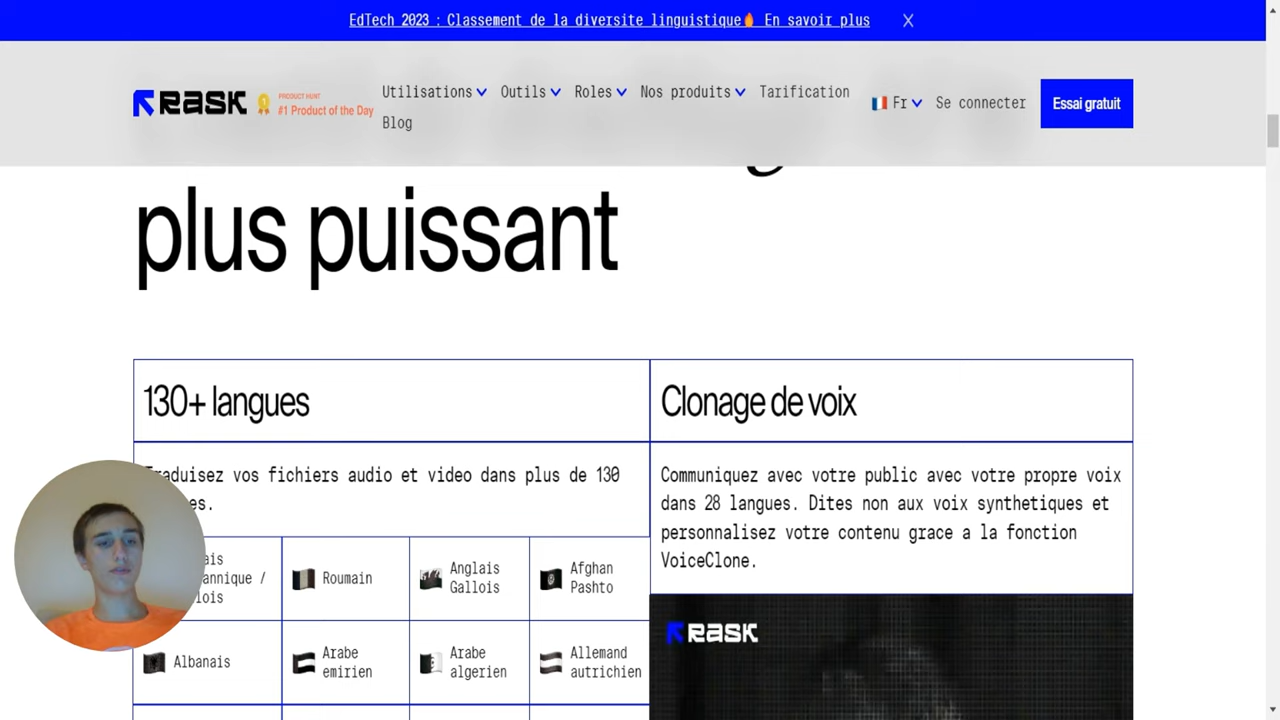 EdTech 2023 : Classement de la diversite linguistique🔥 En savoir plus
RASK
PRODUCT HUNT
#1 Product of the Day
Utilisations
Outils
Roles
Nos produits
Tarification
Blog
Fr
Se connecter
Essai gratuit
plus puissant
130+ langues
Clonage de voix
Traduisez vos fichiers audio et video dans plus de 130
Communiquez avec votre public avec votre propre voix
dans 28 langues. Dites non aux voix synthetiques et
personnalisez votre contenu grace a la fonction
VoiceClone.
Roumain
Anglais
Gallois
Afghan
Pashto
Albanais
Arabe
emirien
Arabe
algerien
Allemand
autrichien
RASK